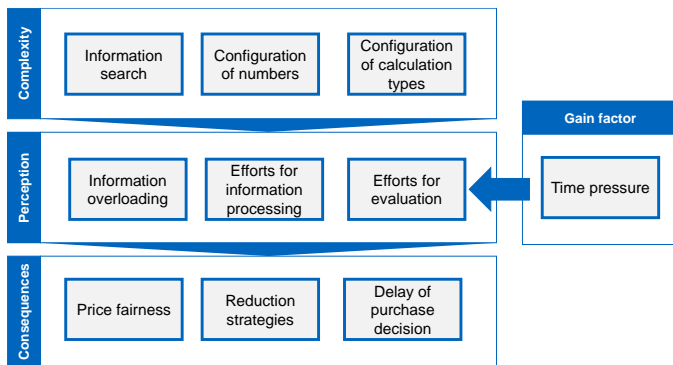 Complexity
Information
search
Configuration
of numbers
Configuration
of calculation
types
Gain factor
Time pressure
Perception
Information
overloading
Efforts for
information
processing
Efforts for
evaluation
Consequences
Price fairness
Reduction
strategies
Delay of
purchase
decision